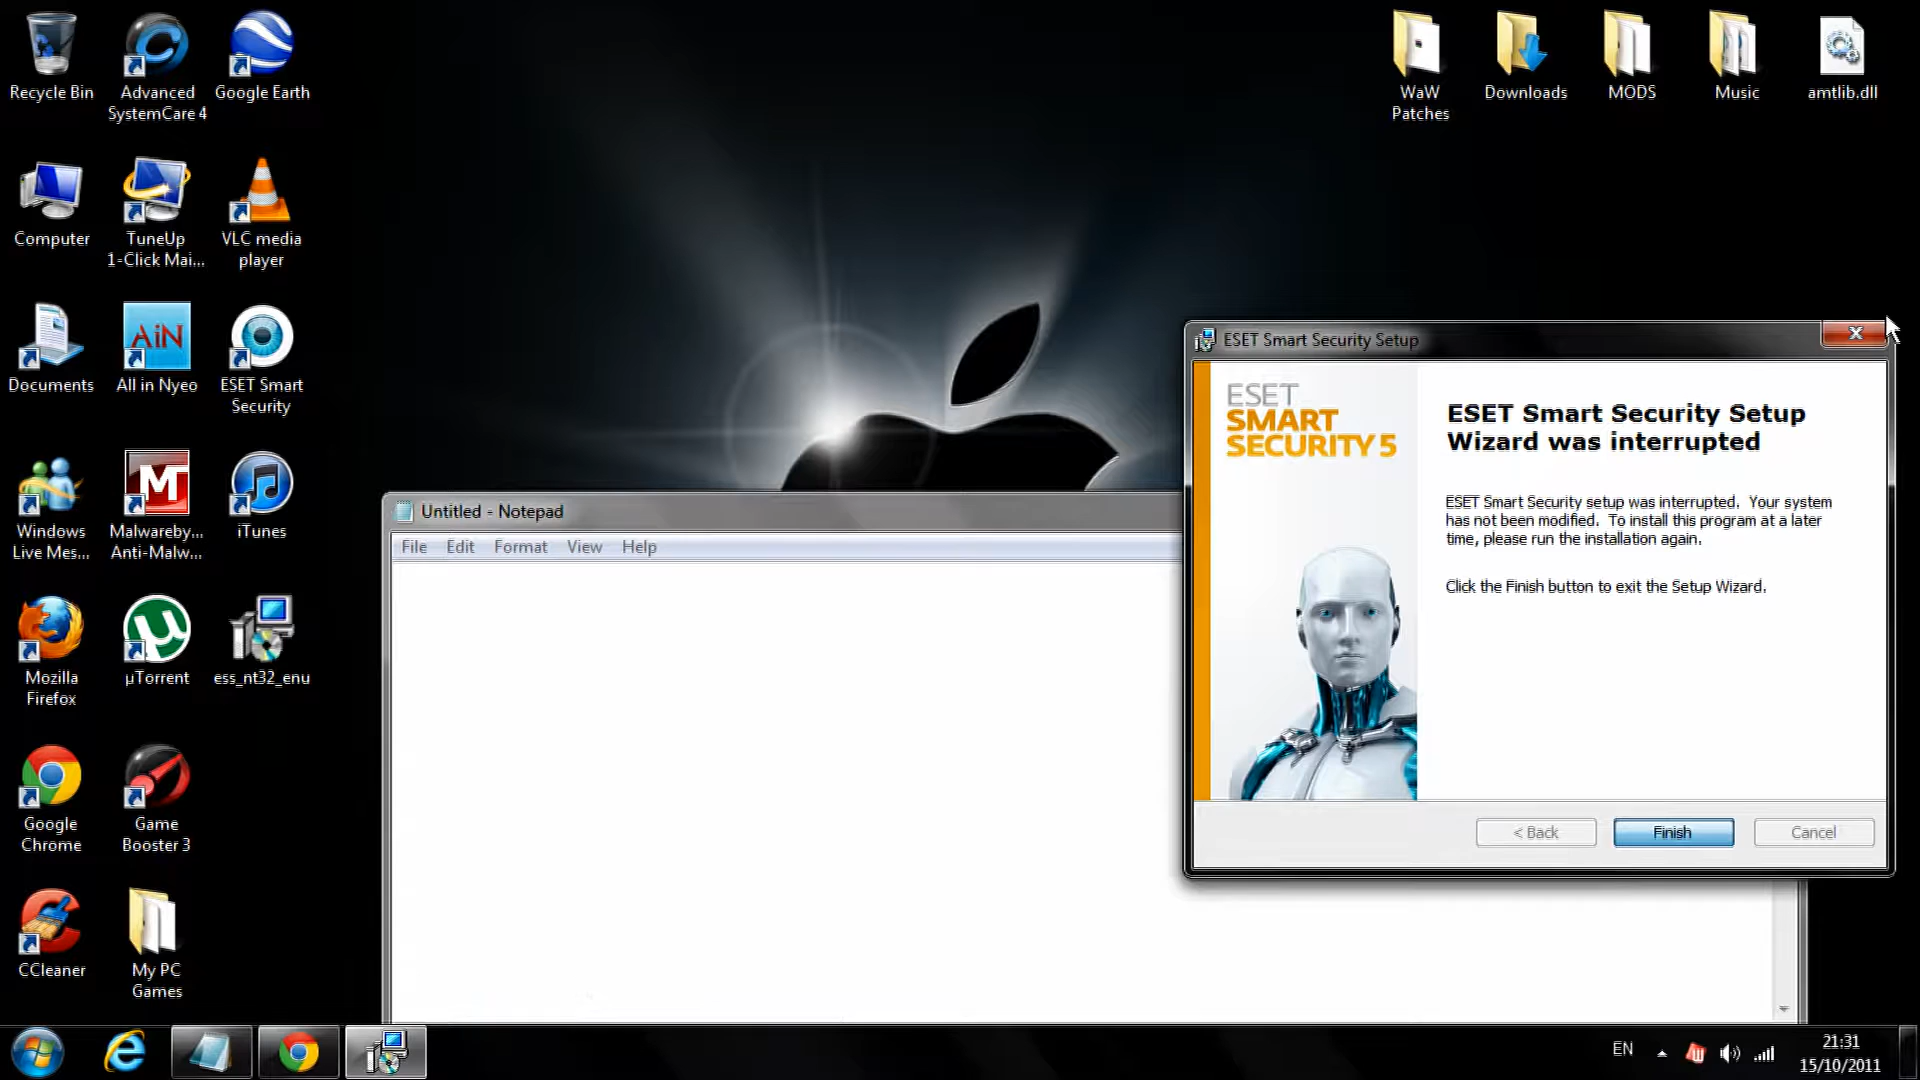 Recycle Bin
Advanced
SystemCare 4
Google Earth
Computer
TuneUp
1-Click Mai...
VLC media
player
Documents
AiN
All in Nyeo
ESET Smart
Security
Windows
Live Mes...
M
Malwareby...
Anti-Malw...
iTunes
Mozilla
Firefox
µTorrent
ess_nt32_enu
Google
Chrome
Game
Booster 3
CCleaner
My PC
Games
WaW
Patches
Downloads
MODS
Music
amtlib.dll
Untitled - Notepad
File Edit Format View Help
ESET Smart Security Setup
ESET
SMART
SECURITY 5
ESET Smart Security Setup
Wizard was interrupted
ESET Smart Security setup was interrupted. Your system
has not been modified. To install this program at a later
time, please run the installation again.
Click the Finish button to exit the Setup Wizard.
< Back
Finish
Cancel
EN
21:31
15/10/2011